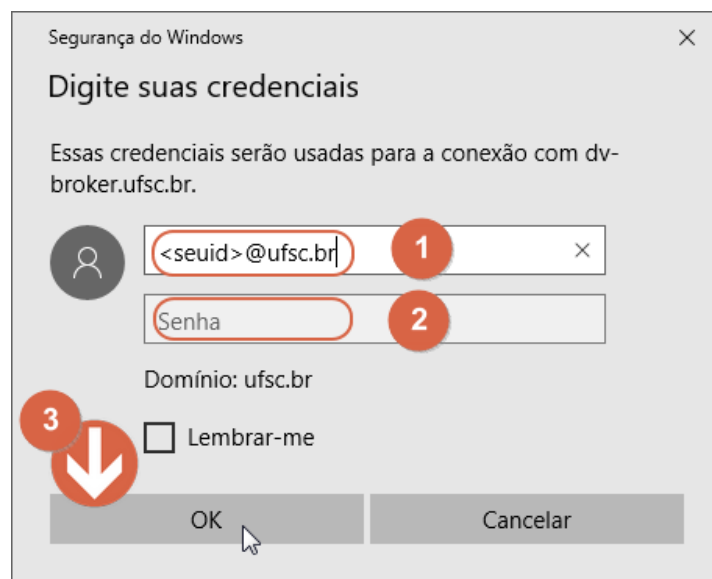 Segurança do Windows
Digite suas credenciais
Essas credenciais serão usadas para a conexão com dv-
broker.ufsc.br.
<seuid>@ufsc.br
1
Senha
2
Domínio: ufsc.br
3
Lembrar-me
OK
Cancelar